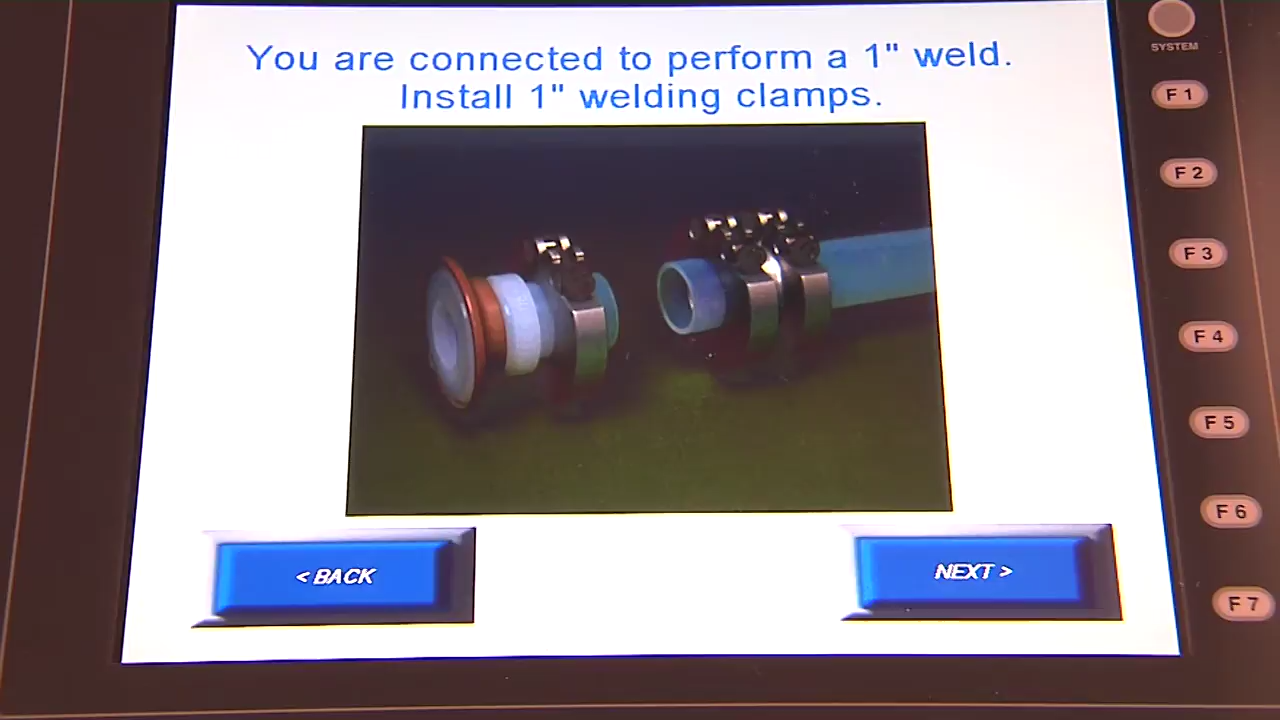 You are connected to perform a 1" weld.
Install 1" welding clamps.
< BACK
NEXT >
SYSTEM
F 1
F 2
F 3
F 4
F 5
F 6
F 7